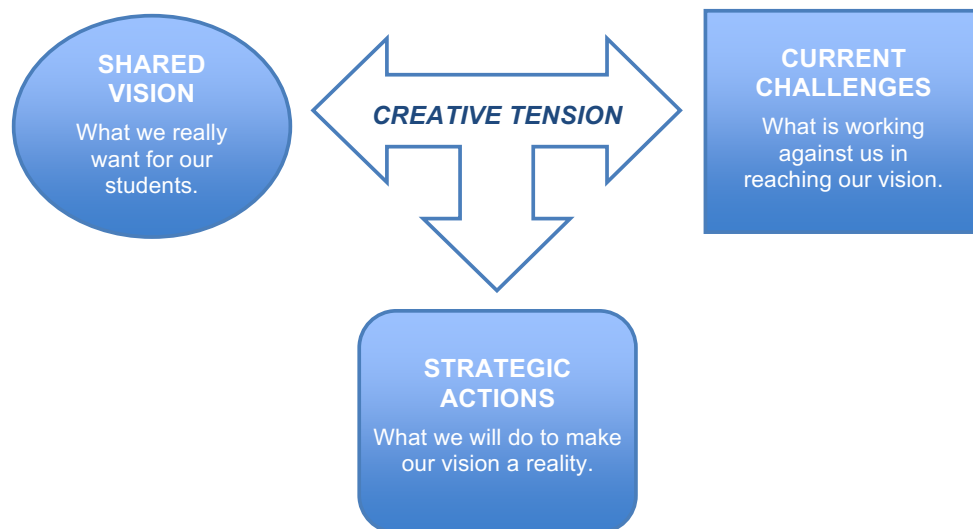 SHARED
VISION
What we really
want for our
students.
CREATIVE TENSION
CURRENT
CHALLENGES
What is working
against us in
reaching our vision.
STRATEGIC
ACTIONS
What we will do to make
our vision a reality.